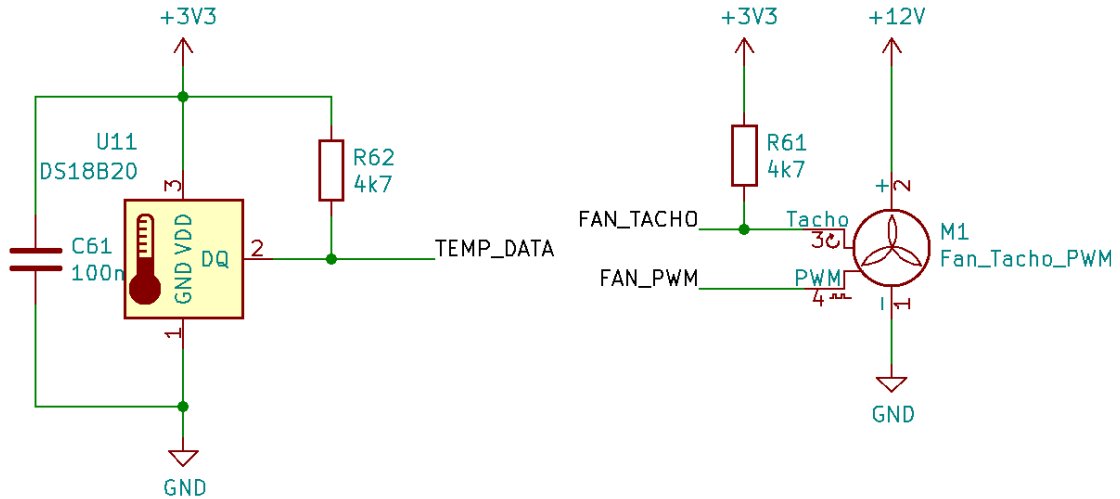 +3V3
U11
DS18B20
3
VDD
GND
DQ
2
1
C61
100n
R62
4k7
TEMP_DATA
GND
+3V3
+12V
R61
4k7
FAN_TACHO
Tacho
3
FAN_PWM
PWM
4
+
2
M1
Fan_Tacho_PWM
-
1
GND